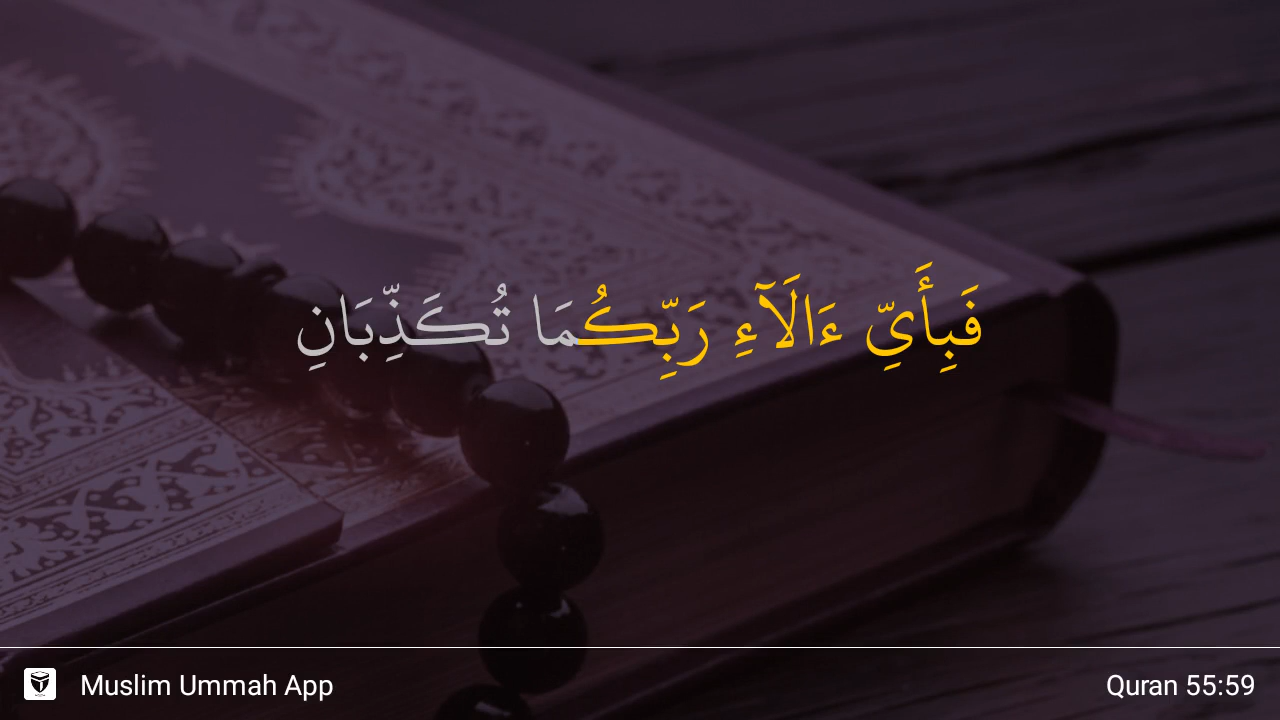 فَبِأَيِّ ءَالَآءِ رَبِّكُمَا تُكَذِّبَانِ
Muslim Ummah App
Quran 55:59